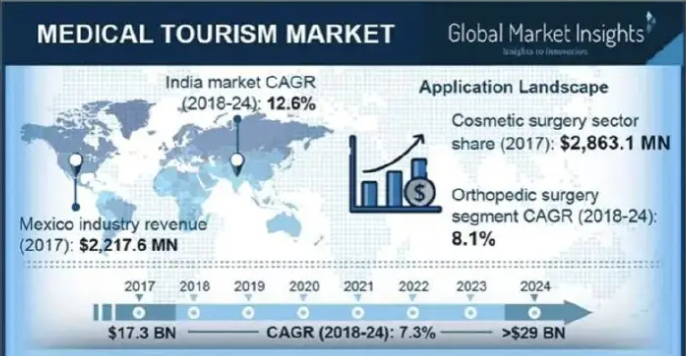 MEDICAL TOURISM MARKET
Global Market Insights
Insights to Innovation
India market CAGR
(2018-24): 12.6%
Mexico industry revenue
(2017): $2,217.6 MN
Application Landscape
Cosmetic surgery sector
share (2017): $2,863.1 MN
Orthopedic surgery
segment CAGR (2018-24):
8.1%
2017 2018 2019 2020 2021 2022 2023 2024
$17.3 BN CAGR (2018-24): 7.3% >$29 BN